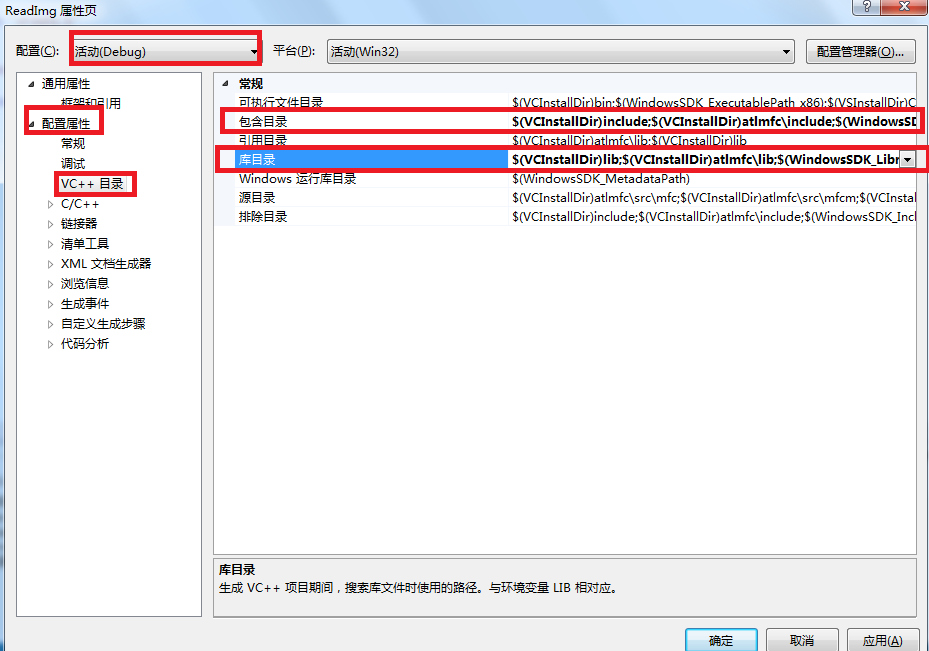 ReadImg 属性页
配置(C): 活动(Debug) 平台(P): 活动(Win32) 配置管理器(O)...
通用属性
框架和引用
配置属性
常规
调试
VC++ 目录
C/C++
链接器
清单工具
XML 文档生成器
浏览信息
生成事件
自定义生成步骤
代码分析
常规
可执行文件目录 $(VCInstallDir)bin;$(WindowsSDK_ExecutablePath_x86);$(VSInstallDir)C
包含目录 $(VCInstallDir)include;$(VCInstallDir)atlmfc\include;$(WindowsSD
引用目录 $(VCInstallDir)atlmfc\lib;$(VCInstallDir)lib
库目录 $(VCInstallDir)lib;$(VCInstallDir)atlmfc\lib;$(WindowsSDK_Libr
Windows 运行库目录 $(WindowsSDK_MetadataPath)
源目录 $(VCInstallDir)atlmfc\src\mfc;$(VCInstallDir)atlmfc\src\mfcm;$(VCInstal
排除目录 $(VCInstallDir)include;$(VCInstallDir)atlmfc\include;$(WindowsSDK_Incl
库目录
生成 VC++ 项目期间，搜索库文件时使用的路径。与环境变量 LIB 相对应。
确定 取消 应用(A)